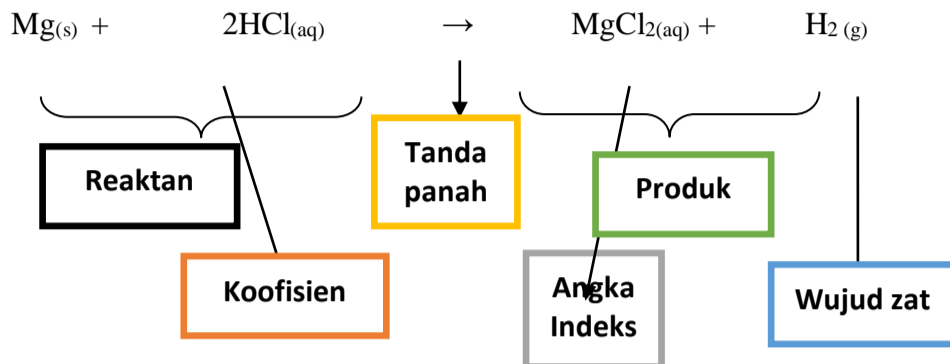 Mg(s) + 2HCl(aq) → MgCl2(aq) + H2 (g)
Reaktan
Tanda
panah
Produk
Koofisien
Angka
Indeks
Wujud zat